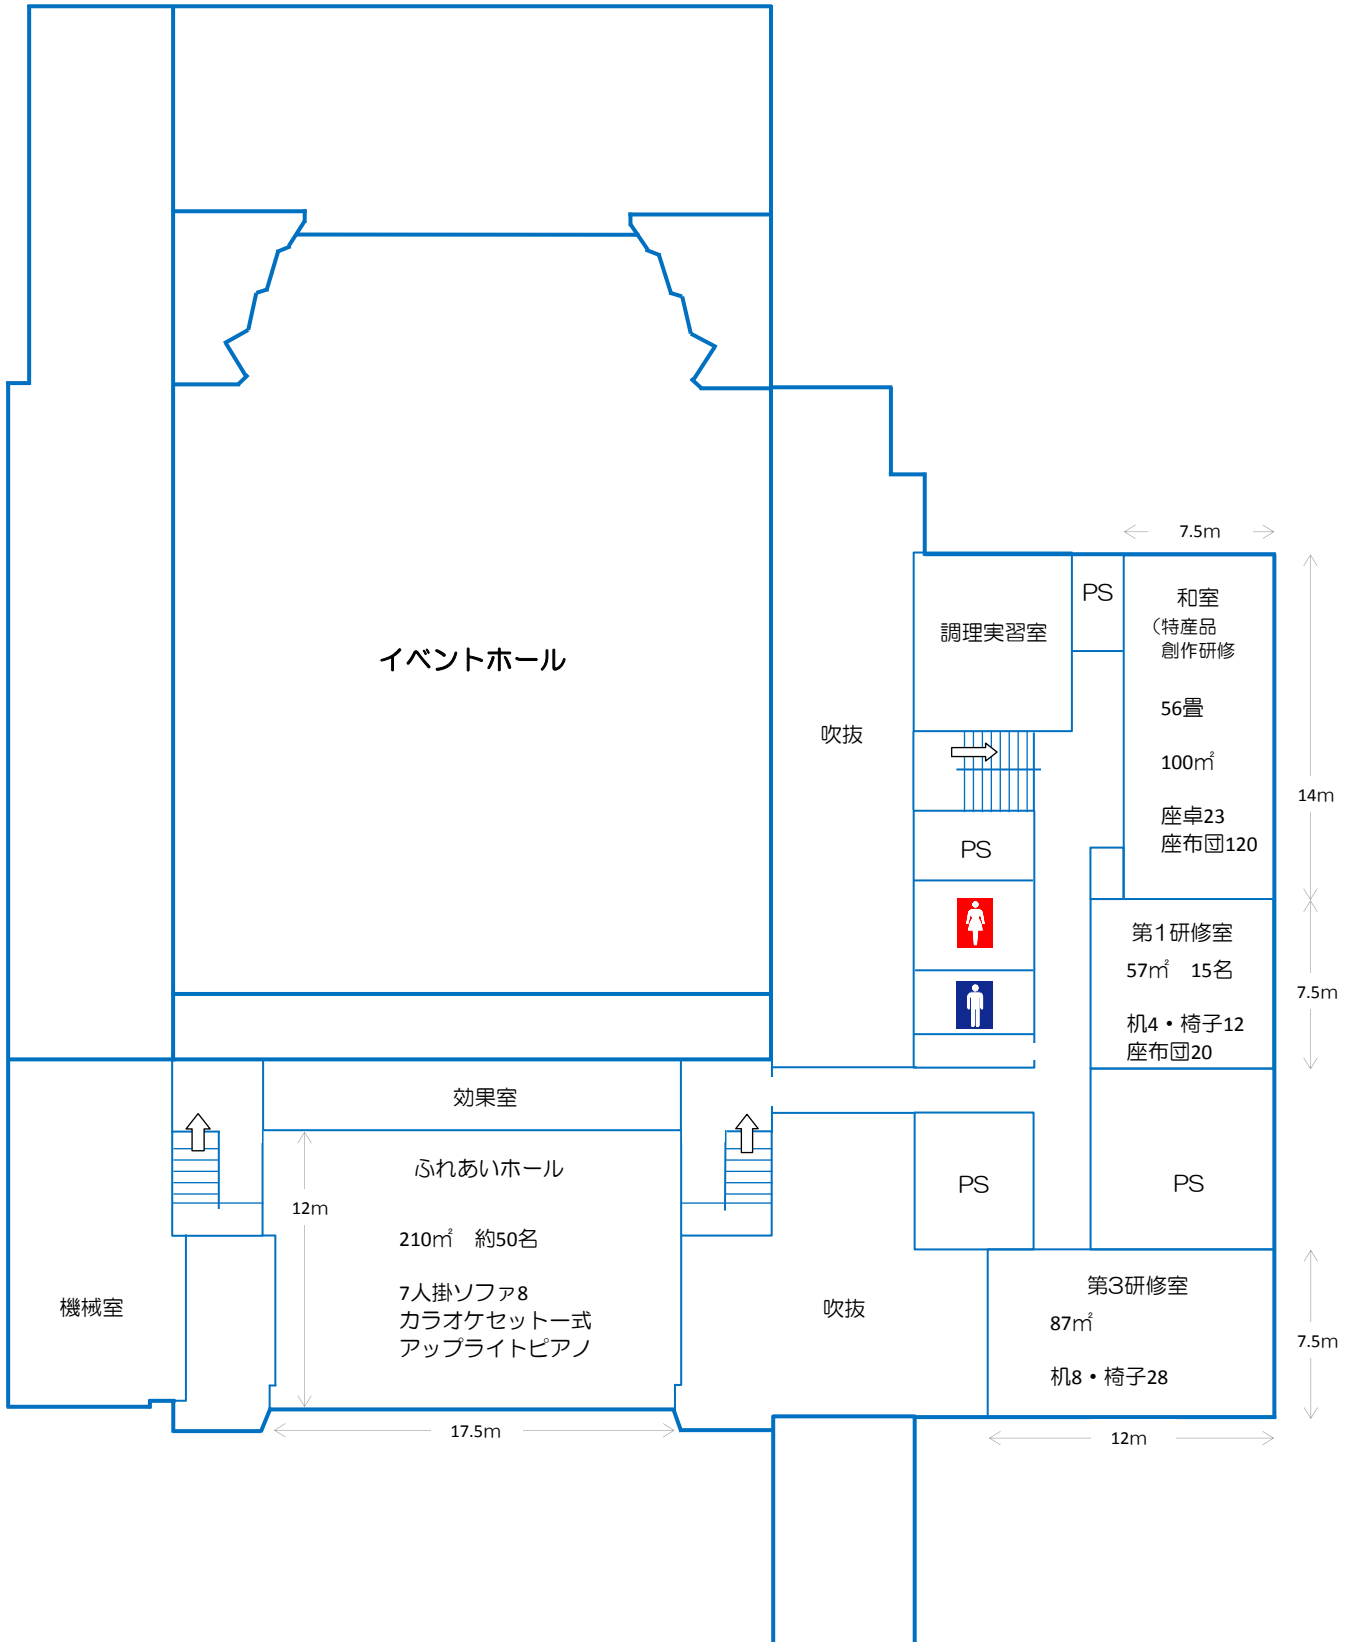 7.5m
PS
和室
(特産品
創作研修
調理実習室
イベントホール
56畳
吹抜
100㎡
14m
座卓23
座布団120
PS
第1研修室
57㎡　15名
7.5m
机4・椅子12
座布団20
効果室
ふれあいホール
PS
PS
12m
210㎡　約50名
7人掛ソファ8
カラオケセット一式
アップライトピアノ
機械室
吹抜
第3研修室
87㎡
7.5m
机8・椅子28
17.5m
12m